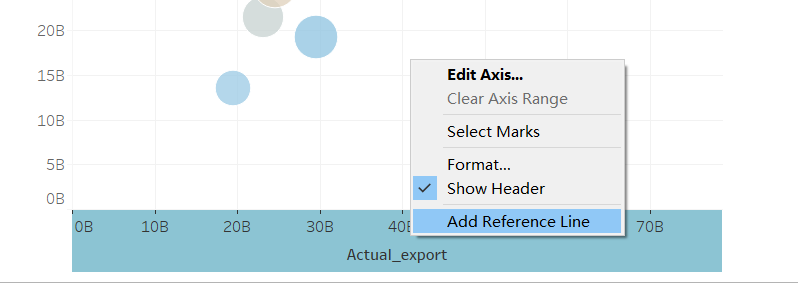 20B
15B
Edit Axis...
Clear Axis Range
10B
Select Marks
5B
Format...
0B
Show Header
Add Reference Line
0B 10B 20B 30B 70B
Actual_export